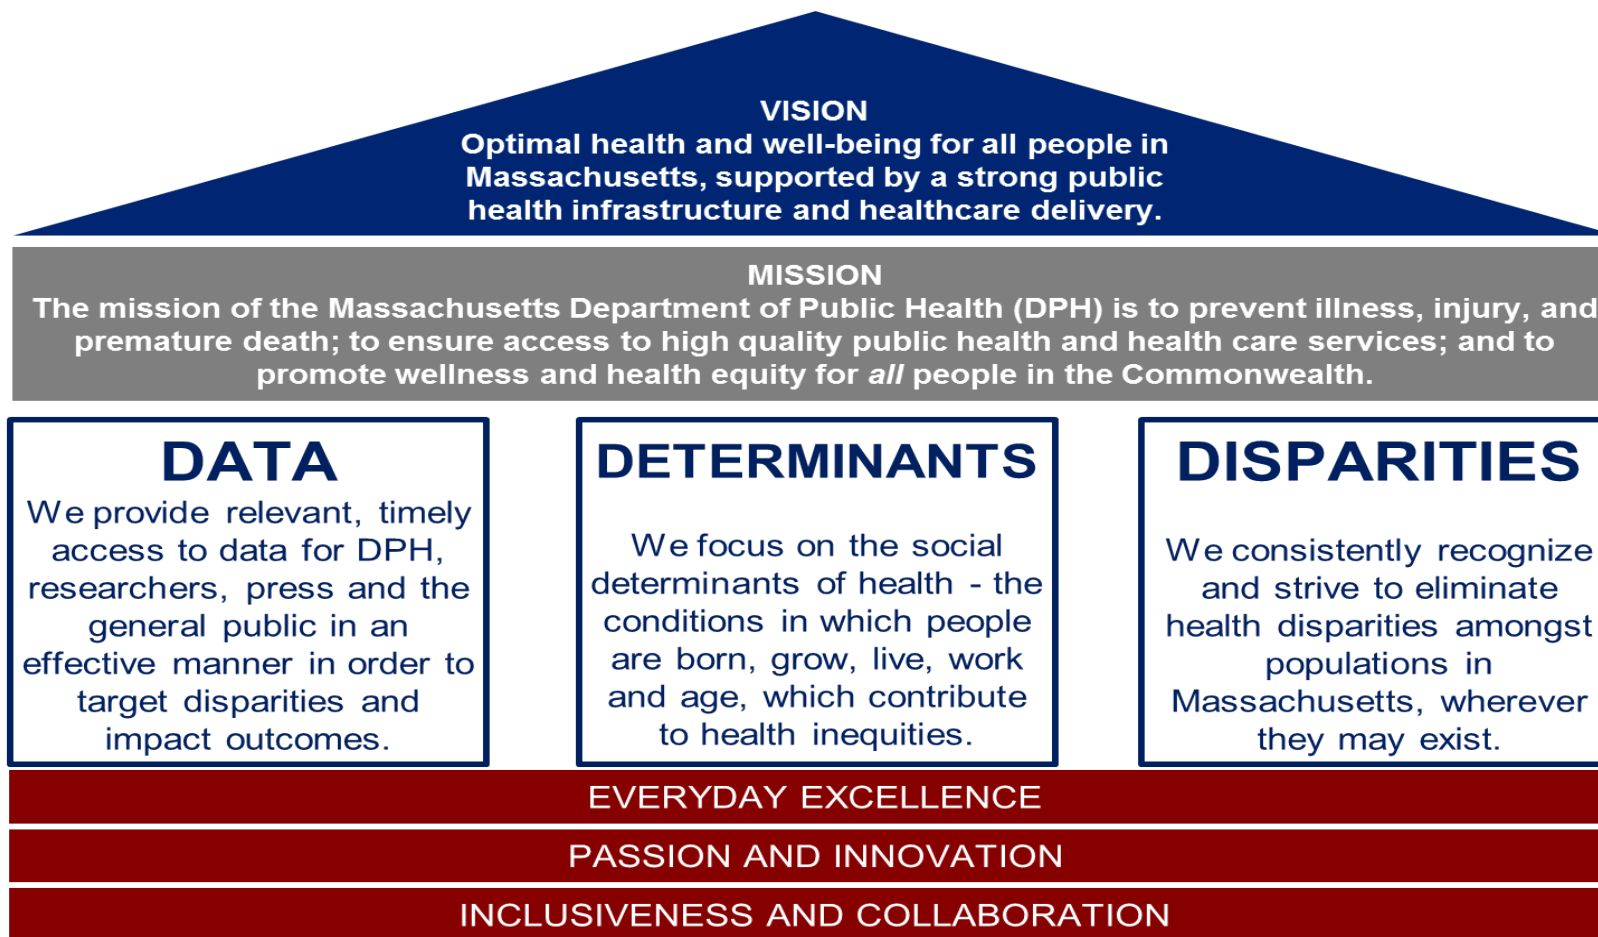 VISION
Optimal health and well-being for all people in
Massachusetts, supported by a strong public
health infrastructure and healthcare delivery.
MISSION
The mission of the Massachusetts Department of Public Health (DPH) is to prevent illness, injury, and
premature death; to ensure access to high quality public health and health care services; and to
promote wellness and health equity for all people in the Commonwealth.
DATA
We provide relevant, timely
access to data for DPH,
researchers, press and the
general public in an
effective manner in order to
target disparities and
impact outcomes.
DETERMINANTS
We focus on the social
determinants of health - the
conditions in which people
are born, grow, live, work
and age, which contribute
to health inequities.
DISPARITIES
We consistently recognize
and strive to eliminate
health disparities amongst
populations in
Massachusetts, wherever
they may exist.
EVERYDAY EXCELLENCE
PASSION AND INNOVATION
INCLUSIVENESS AND COLLABORATION